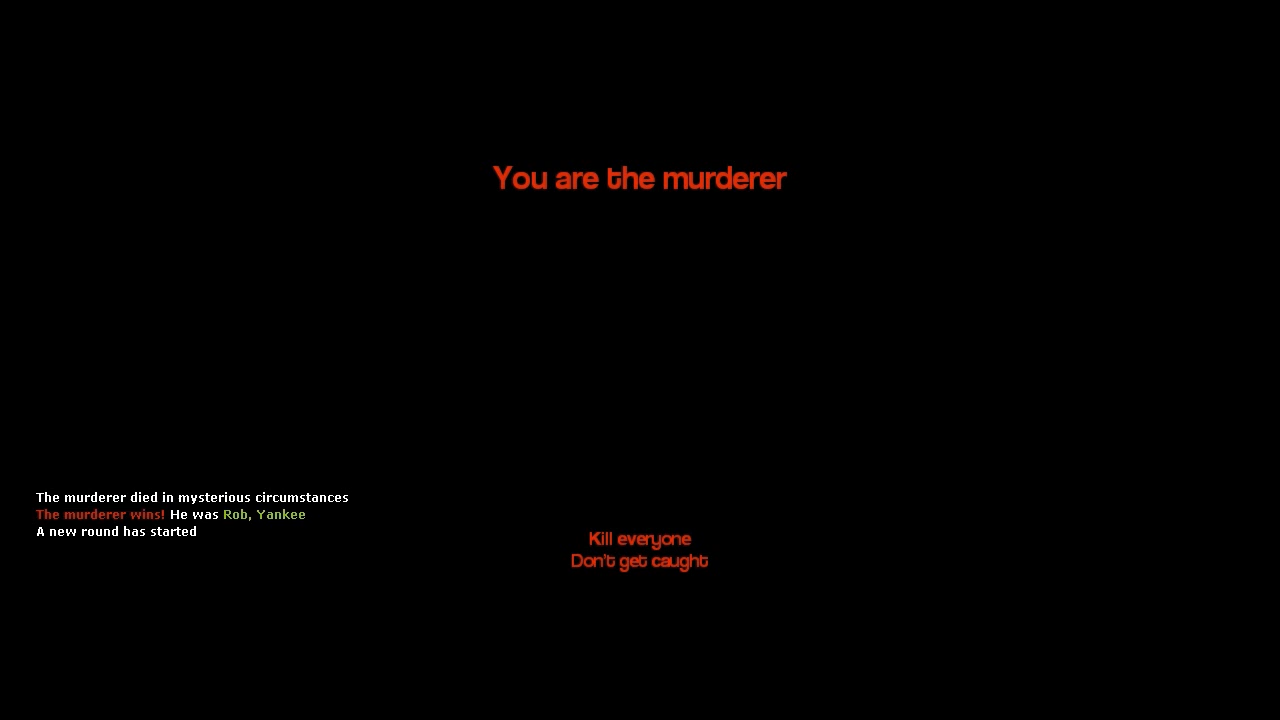 You are the murderer
The murderer died in mysterious circumstances
The murderer wins! He was Rob, Yankee
A new round has started
Kill everyone
Don't get caught